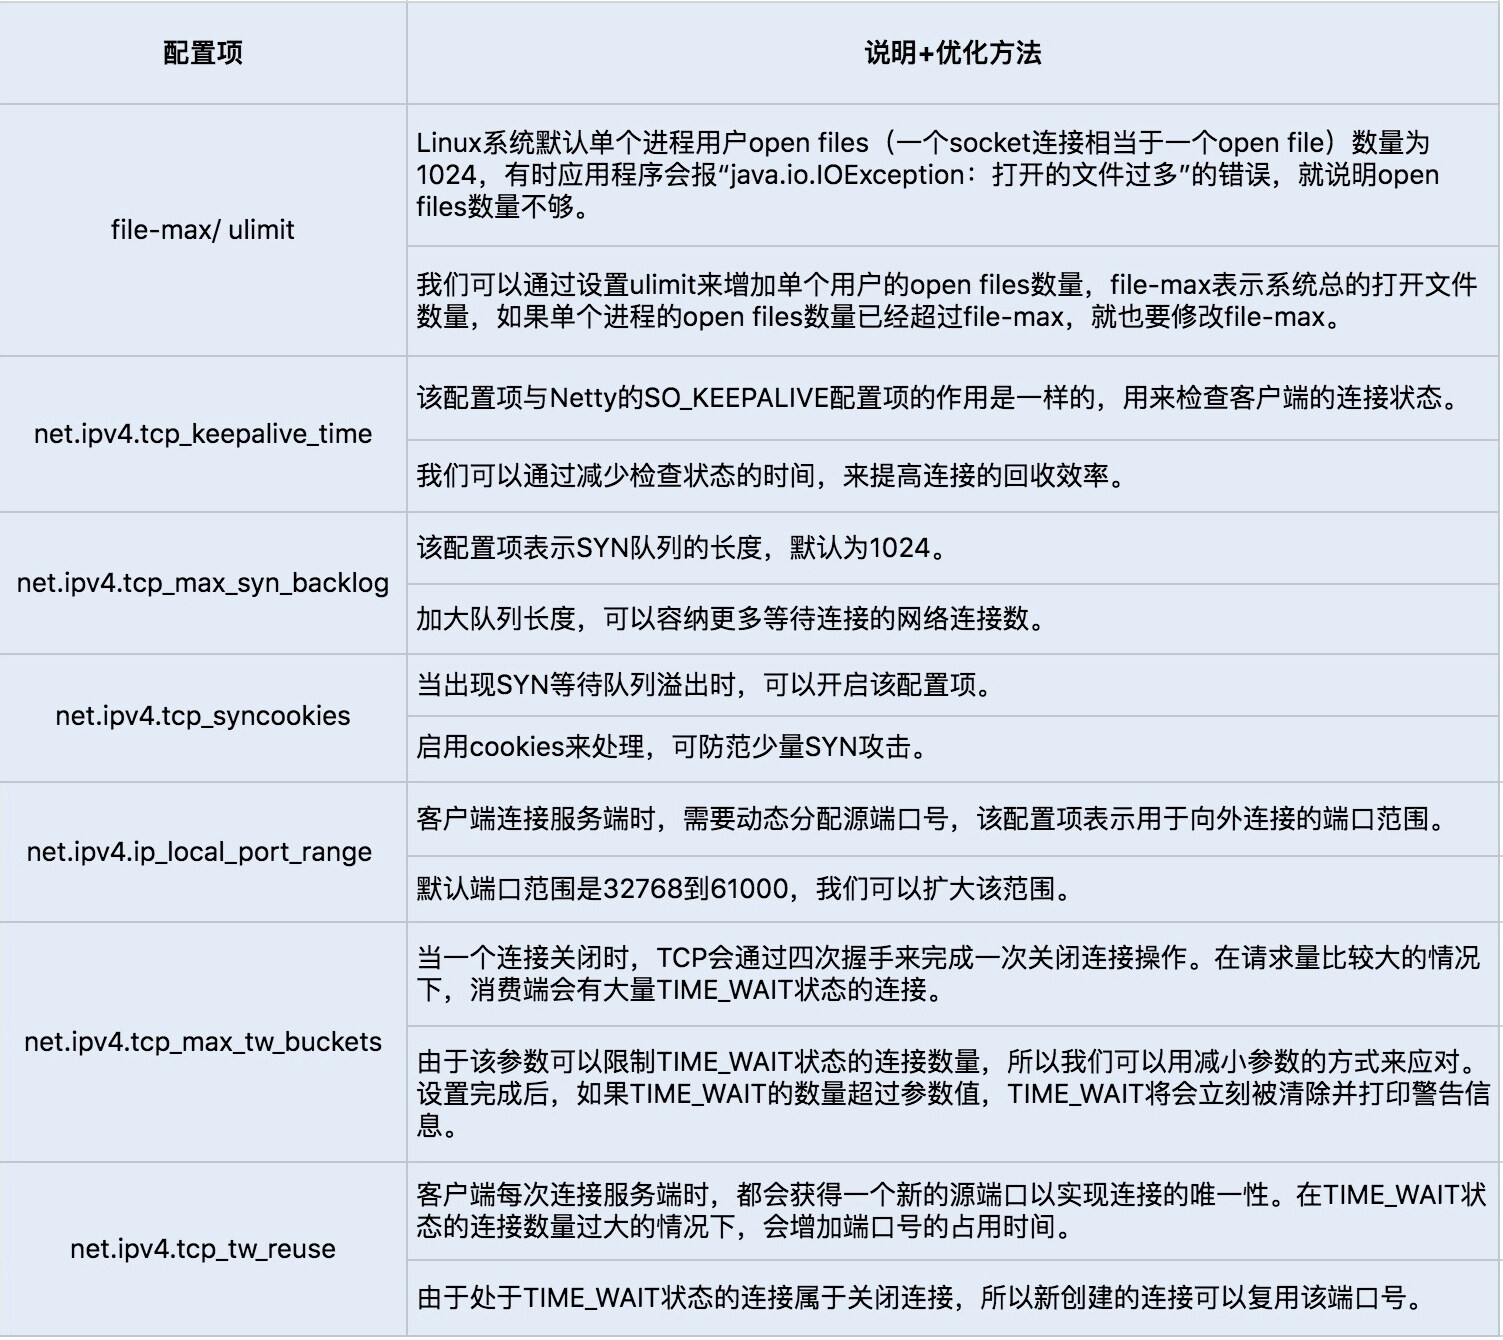 配置项
说明+优化方法
file-max/ ulimit
Linux系统默认单个进程用户open files（一个socket连接相当于一个open file）数量为
1024，有时应用程序会报“java.io.IOException：打开的文件过多”的错误，就说明open
files数量不够。
我们可以通过设置ulimit来增加单个用户的open files数量，file-max表示系统总的打开文件
数量，如果单个进程的open files数量已经超过file-max，就也要修改file-max。
net.ipv4.tcp_keepalive_time
该配置项与Netty的SO_KEEPALIVE配置项的作用是一样的，用来检查客户端的连接状态。
我们可以通过减少检查状态的时间，来提高连接的回收效率。
net.ipv4.tcp_max_syn_backlog
该配置项表示SYN队列的长度，默认为1024。
加大队列长度，可以容纳更多等待连接的网络连接数。
net.ipv4.tcp_syncookies
当出现SYN等待队列溢出时，可以开启该配置项。
启用cookies来处理，可防范少量SYN攻击。
net.ipv4.ip_local_port_range
客户端连接服务端时，需要动态分配源端口号，该配置项表示用于向外连接的端口范围。
默认端口范围是32768到61000，我们可以扩大该范围。
net.ipv4.tcp_max_tw_buckets
当一个连接关闭时，TCP会通过四次握手来完成一次关闭连接操作。在请求量比较大的情况
下，消费端会有大量TIME_WAIT状态的连接。
由于该参数可以限制TIME_WAIT状态的连接数量，所以我们可以用减小参数的方式来应对。
设置完成后，如果TIME_WAIT的数量超过参数值，TIME_WAIT将会立刻被清除并打印警告信
息。
net.ipv4.tcp_tw_reuse
客户端每次连接服务端时，都会获得一个新的源端口以实现连接的唯一性。在TIME_WAIT状
态的连接数量过大的情况下，会增加端口号的占用时间。
由于处于TIME_WAIT状态的连接属于关闭连接，所以新创建的连接可以复用该端口号。